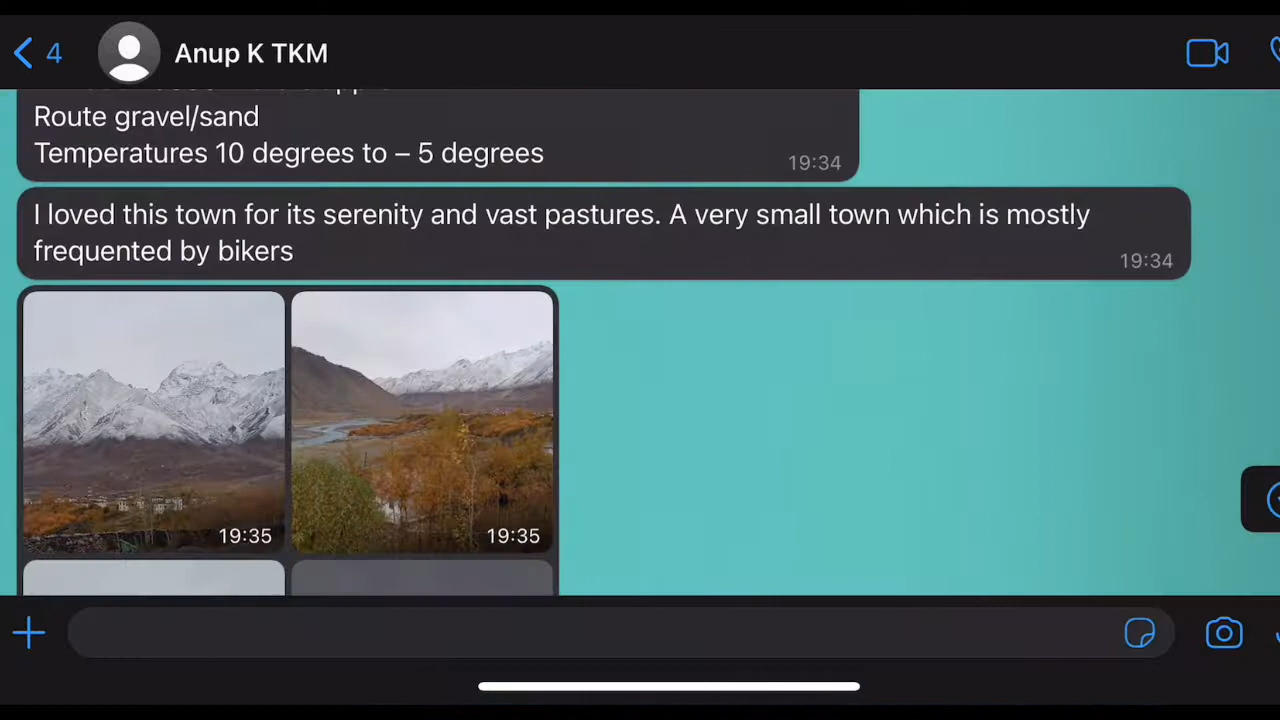 4
Anup K TKM
Route gravel/sand
Temperatures 10 degrees to – 5 degrees
19:34
I loved this town for its serenity and vast pastures. A very small town which is mostly
frequented by bikers
19:34
19:35
19:35